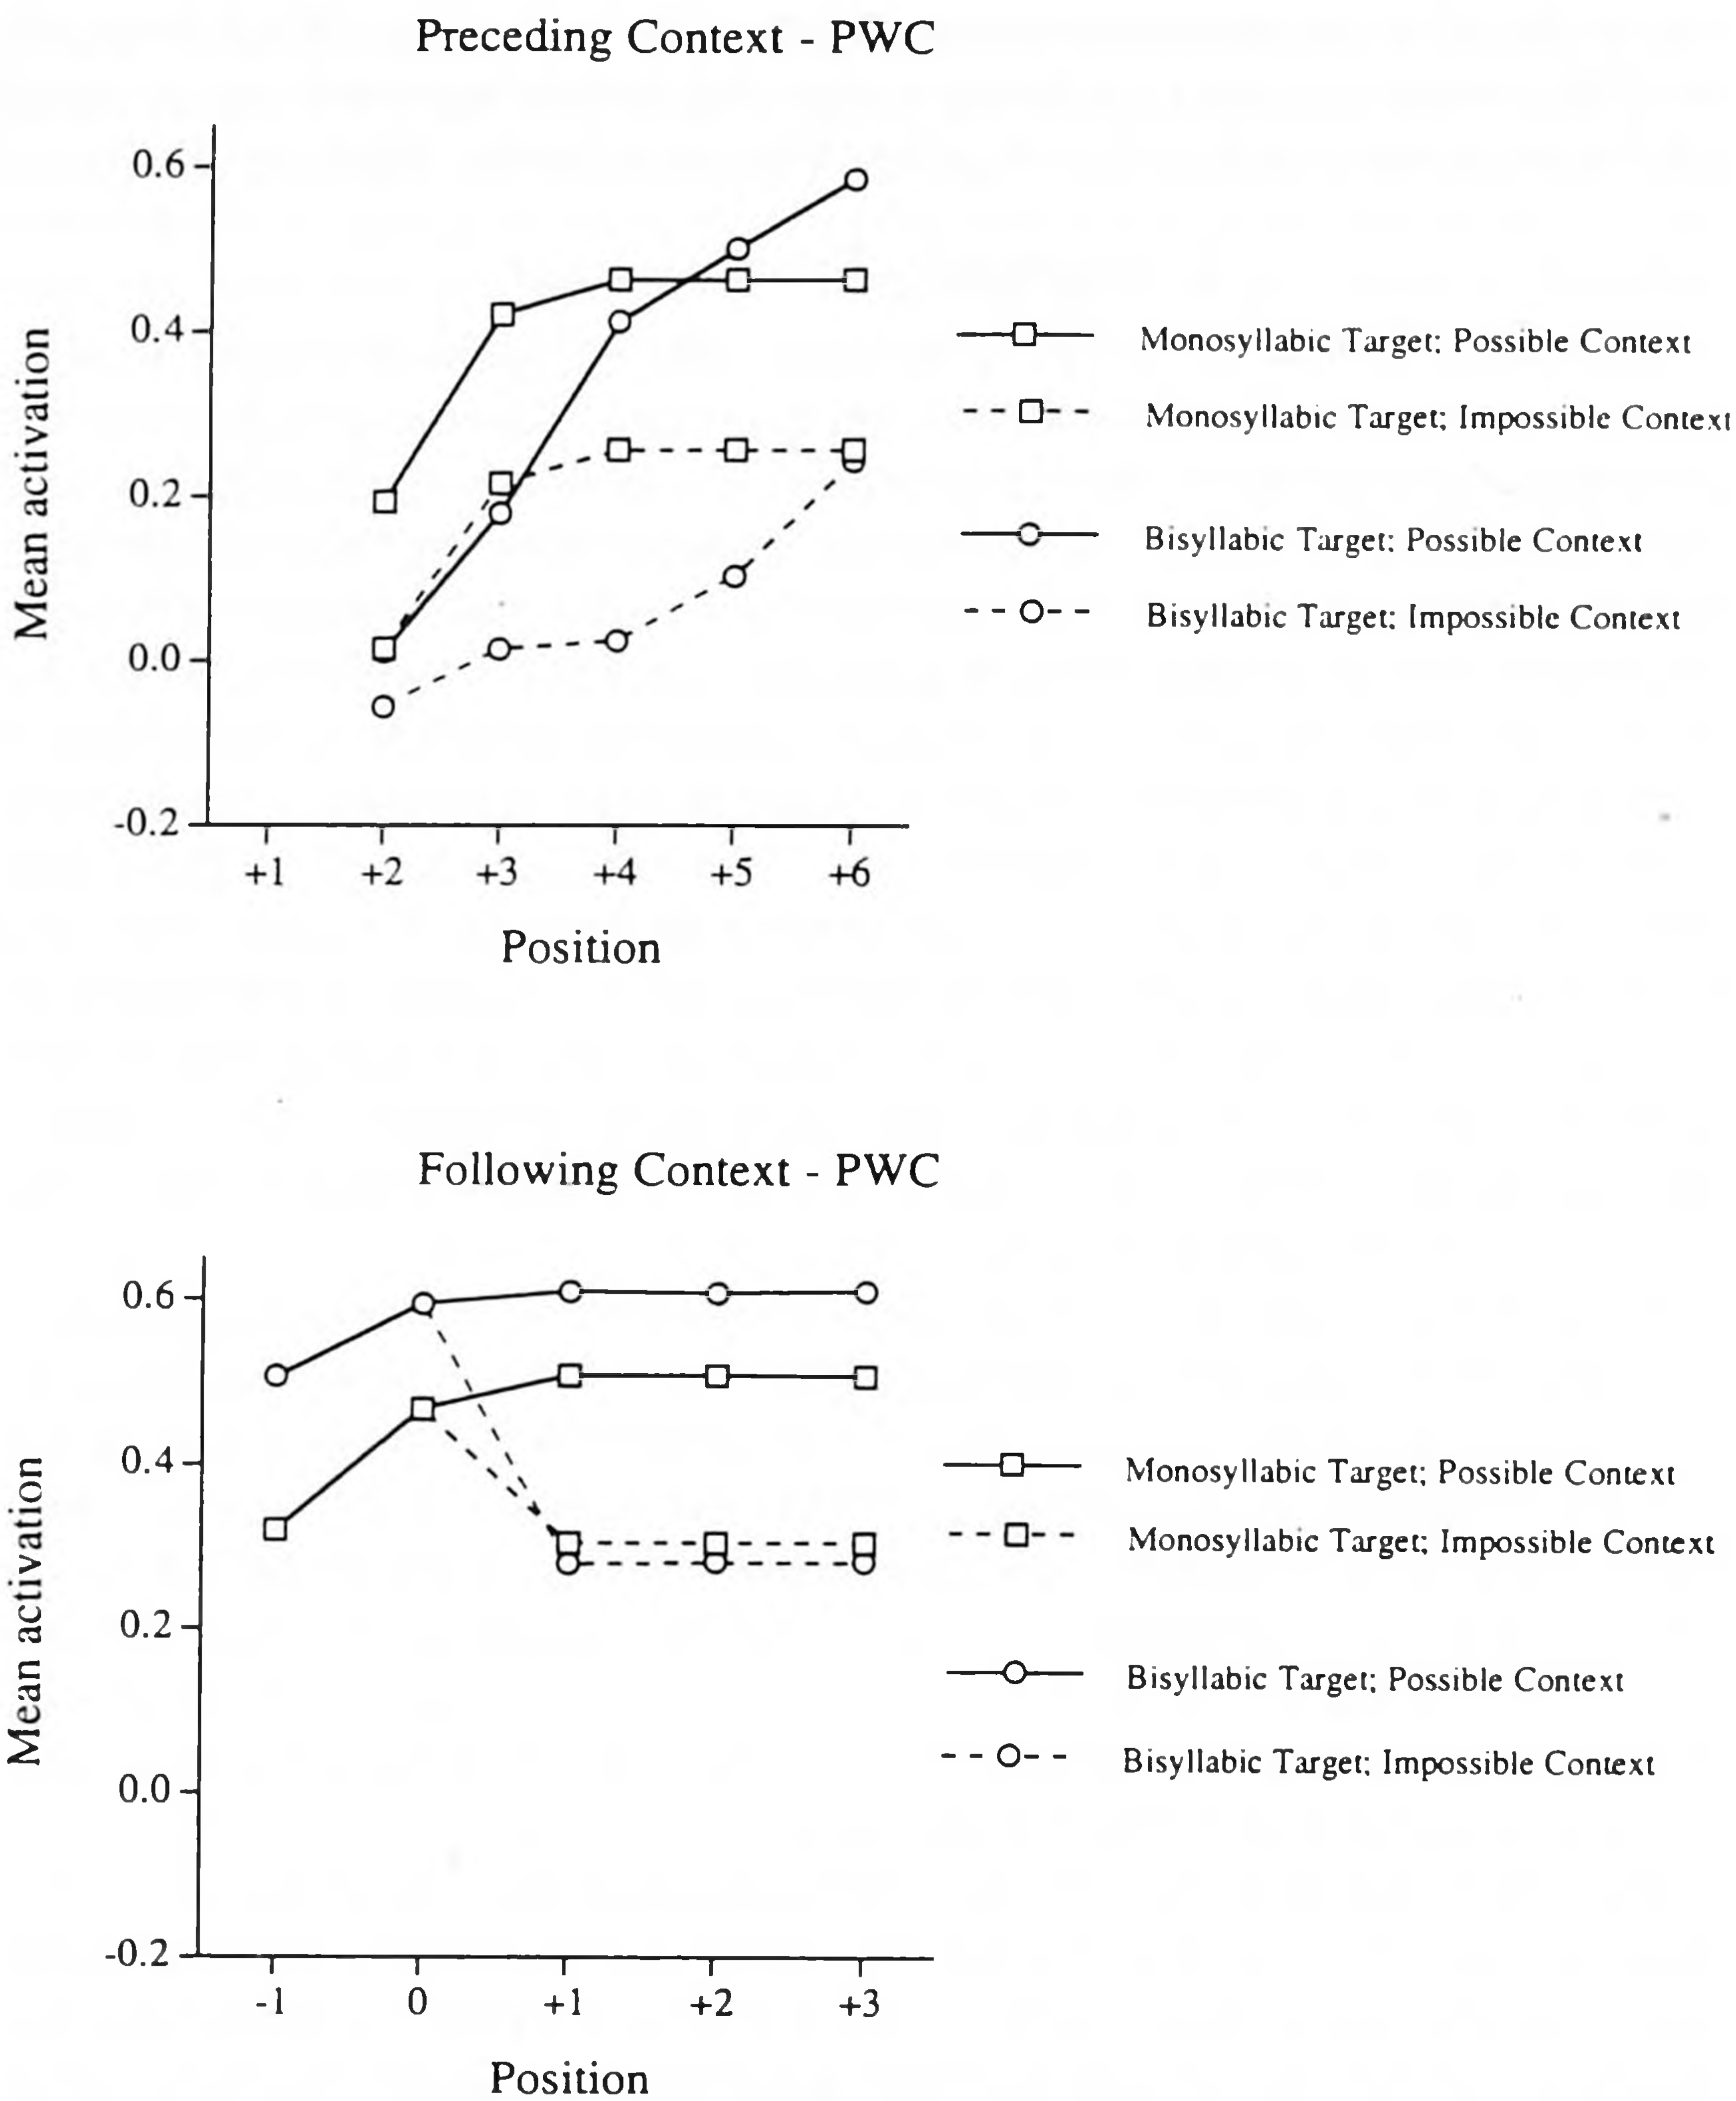 Preceding Context - PWC
0.6
0.4
0.2
0.0
-0.2
Mean activation
+1 +2 +3 +4 +5 +6
Position
Monosyllabic Target; Possible Context
Monosyllabic Target; Impossible Context
Bisyllabic Target; Possible Context
Bisyllabic Target; Impossible Context
Following Context - PWC
0.6
0.4
0.2
0.0
-0.2
Mean activation
-1 0 +1 +2 +3
Position
Monosyllabic Target; Possible Context
Monosyllabic Target; Impossible Context
Bisyllabic Target; Possible Context
Bisyllabic Target; Impossible Context